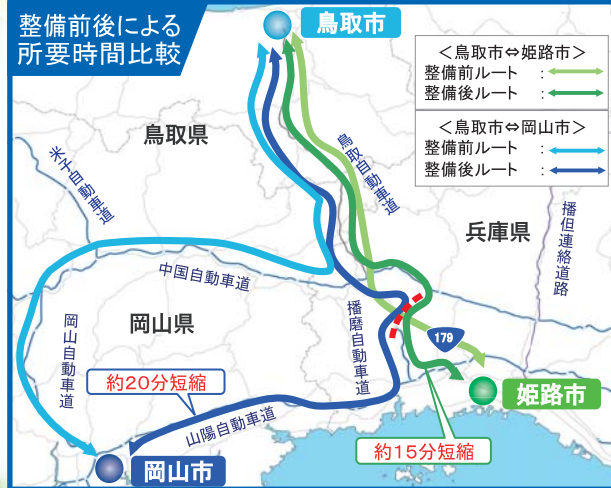 整備前後による
所要時間比較
鳥取市
＜鳥取市⇔姫路市＞
整備前ルート　：
整備後ルート　：
＜鳥取市⇔岡山市＞
整備前ルート　：
整備後ルート　：
鳥取県
鳥取自動車道
米子自動車道
兵庫県
播但連絡道路
中国自動車道
岡山県
岡山自動車道
播磨自動車道
179
約20分短縮
山陽自動車道
姫路市
約15分短縮
岡山市